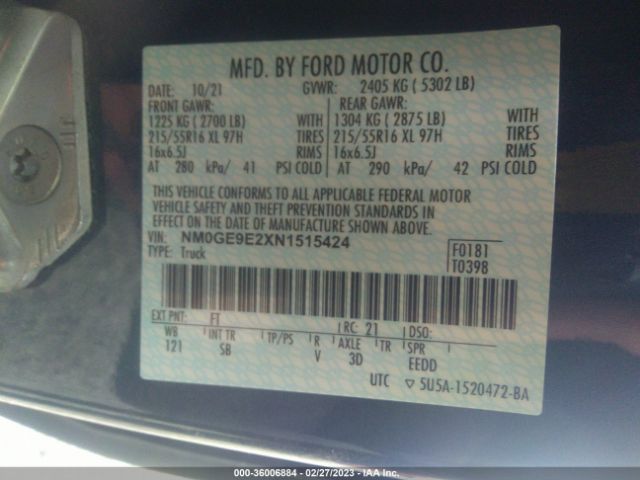 MFD. BY FORD MOTOR CO.
DATE: 10/21 GVWR: 2405 KG ( 5302 LB)
FRONT GAWR: REAR GAWR:
1225 KG ( 2700 LB) WITH 1304 KG ( 2875 LB) WITH
215/55R16 XL 97H TIRES 215/55R16 XL 97H TIRES
16x6.5J RIMS 16x6.5J RIMS
AT 280 kPa/ 41 PSI COLD AT 290 kPa/ 42 PSI COLD
THIS VEHICLE CONFORMS TO ALL APPLICABLE FEDERAL MOTOR
VEHICLE SAFETY AND THEFT PREVENTION STANDARDS IN
EFFECT ON THE DATE OF MANUFACTURE SHOWN ABOVE.
VIN: NM0GE9E2XN1515424 F0181
TYPE: Truck T0398
EXT PNT: FT RC: 21 DSO:
WB INT TR TP/PS R AXLE TR SPR
121 SB V 3D EEDD
UTC 5U5A-1520472-BA
000-36006884 - 02/27/2023 - IAA Inc.